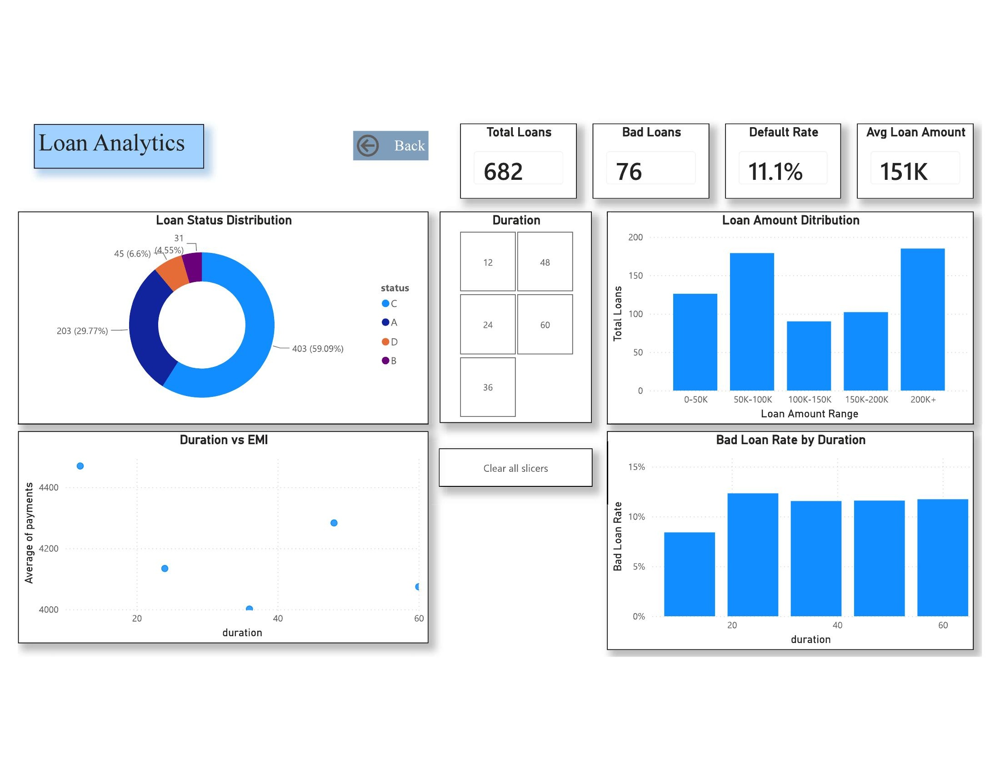 Loan Analytics
Back
Total Loans
682
Bad Loans
76
Default Rate
11.1%
Avg Loan Amount
151K
Loan Status Distribution
31
(4.55%)
45 (6.6%)
203 (29.77%)
403 (59.09%)
status
C
A
D
B
Duration
12
48
24
60
36
Clear all slicers
Loan Amount Ditribution
Total Loans
200
150
100
50
0
0-50K
50K-100K
100K-150K
150K-200K
200K+
Loan Amount Range
Duration vs EMI
Average of payments
4400
4200
4000
20
40
60
duration
Bad Loan Rate by Duration
Bad Loan Rate
15%
10%
5%
0%
20
40
60
duration